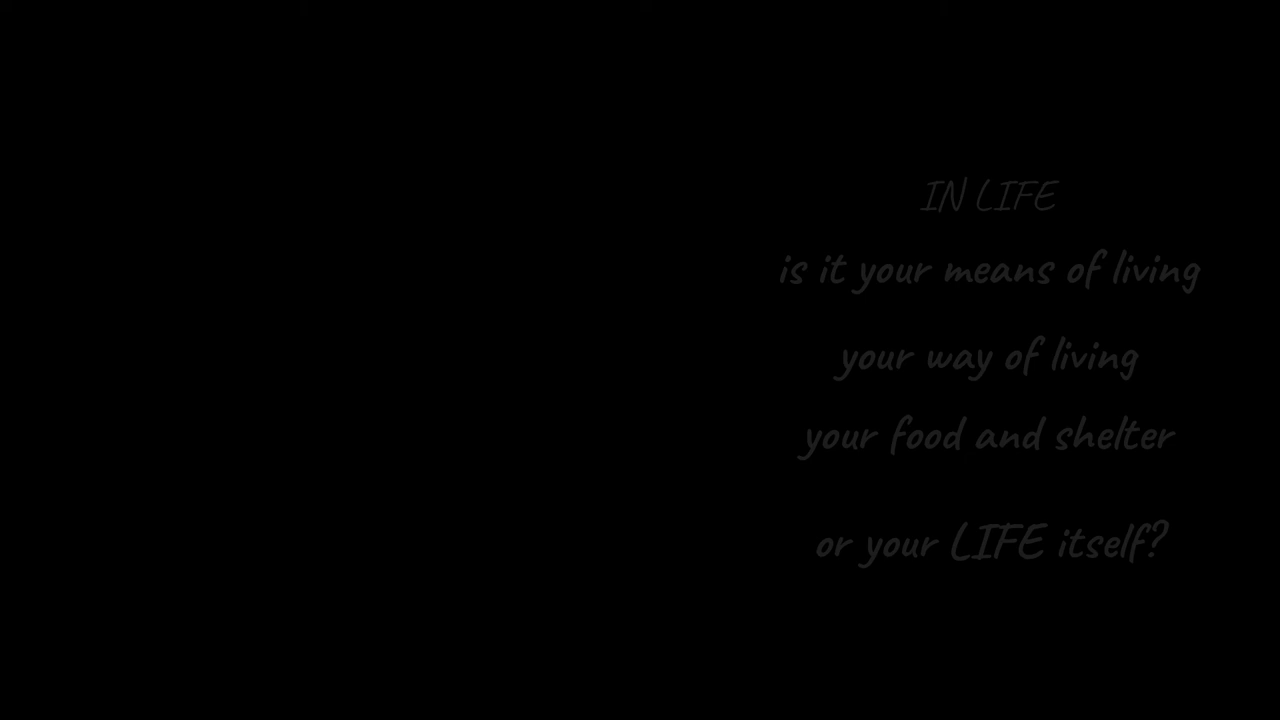 IN LIFE
is it your means of living
your way of living
your food and shelter
or your LIFE itself?